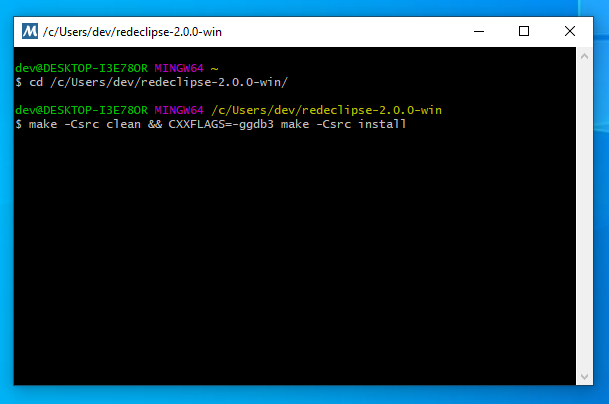 M /c/Users/dev/redeclipse-2.0.0-win
dev@DESKTOP-I3E78OR MINGW64 ~
$ cd /c/Users/dev/redeclipse-2.0.0-win/
dev@DESKTOP-I3E78OR MINGW64 /c/Users/dev/redeclipse-2.0.0-win
$ make -Csrc clean && CXXFLAGS=-ggdb3 make -Csrc install